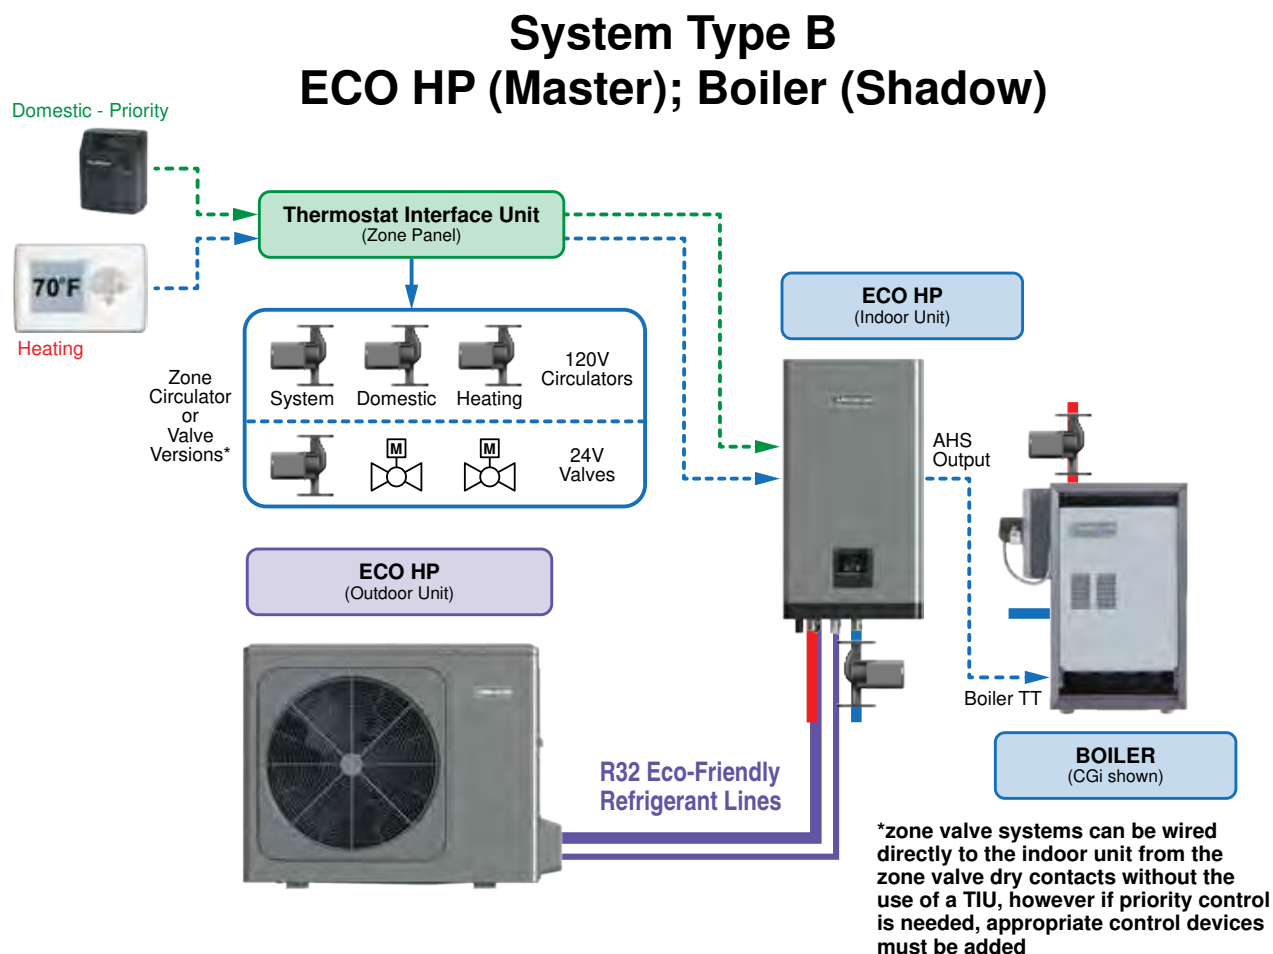 System Type B
ECO HP (Master); Boiler (Shadow)
Domestic - Priority
Thermostat Interface Unit
(Zone Panel)
70°F
Heating
ECO HP
(Indoor Unit)
Zone
Circulator
or
Valve
Versions*
System
Domestic
Heating
120V
Circulators
M
M
24V
Valves
AHS
Output
ECO HP
(Outdoor Unit)
Boiler TT
R32 Eco-Friendly
Refrigerant Lines
BOILER
(CGi shown)
*zone valve systems can be wired
directly to the indoor unit from the
zone valve dry contacts without the
use of a TIU, however if priority control
is needed, appropriate control devices
must be added